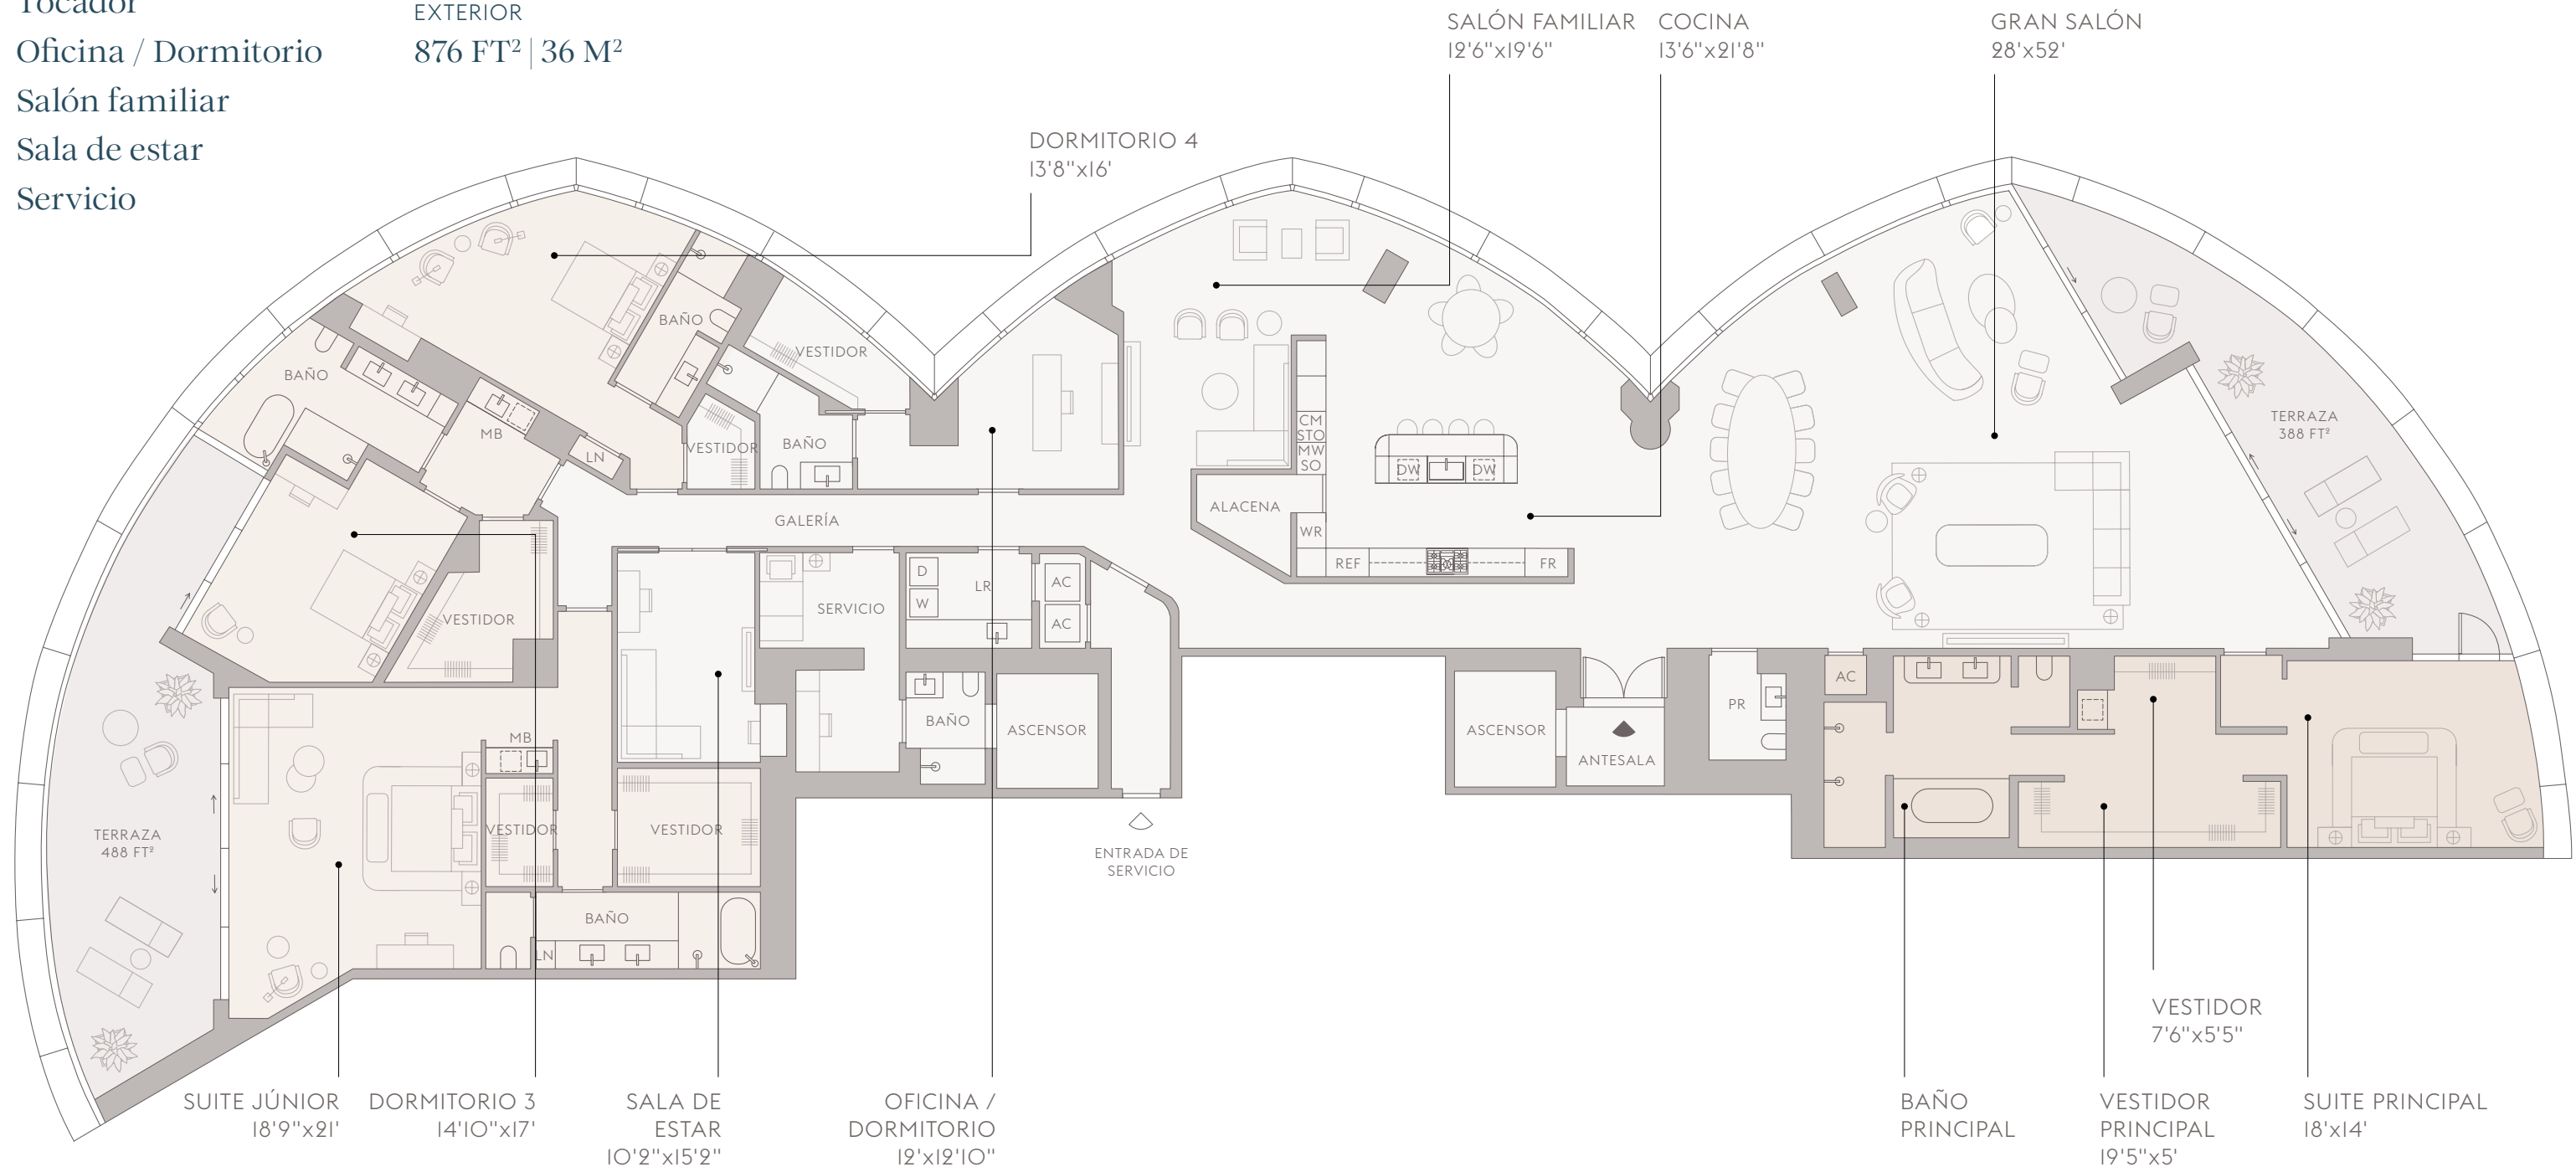 Tocador
Oficina / Dormitorio
Salón familiar
Sala de estar
Servicio
EXTERIOR
876 FT² | 36 M²
SALÓN FAMILIAR
12'6"x19'6"
COCINA
13'6"x21'8"
GRAN SALÓN
28'x52'
DORMITORIO 4
13'8"x16'
BAÑO
VESTIDOR
BAÑO
MB
LN
VESTIDOR
BAÑO
CM
STO
MW
SO
DW
DW
TERRAZA
388 FT²
GALERÍA
ALACENA
WR
REF
FR
VESTIDOR
SERVICIO
D
W
LR
AC
AC
MB
BAÑO
ASCENSOR
ASCENSOR
ANTESALA
PR
AC
TERRAZA
488 FT²
VESTIDOR
VESTIDOR
ENTRADA DE
SERVICIO
BAÑO
LN
VESTIDOR
7'6"x5'5"
SUITE JÚNIOR
18'9"x21'
DORMITORIO 3
14'10"x17'
SALA DE
ESTAR
10'2"x15'2"
OFICINA /
DORMITORIO
12'x12'10"
BAÑO
PRINCIPAL
VESTIDOR
PRINCIPAL
19'5"x5'
SUITE PRINCIPAL
18'x14'